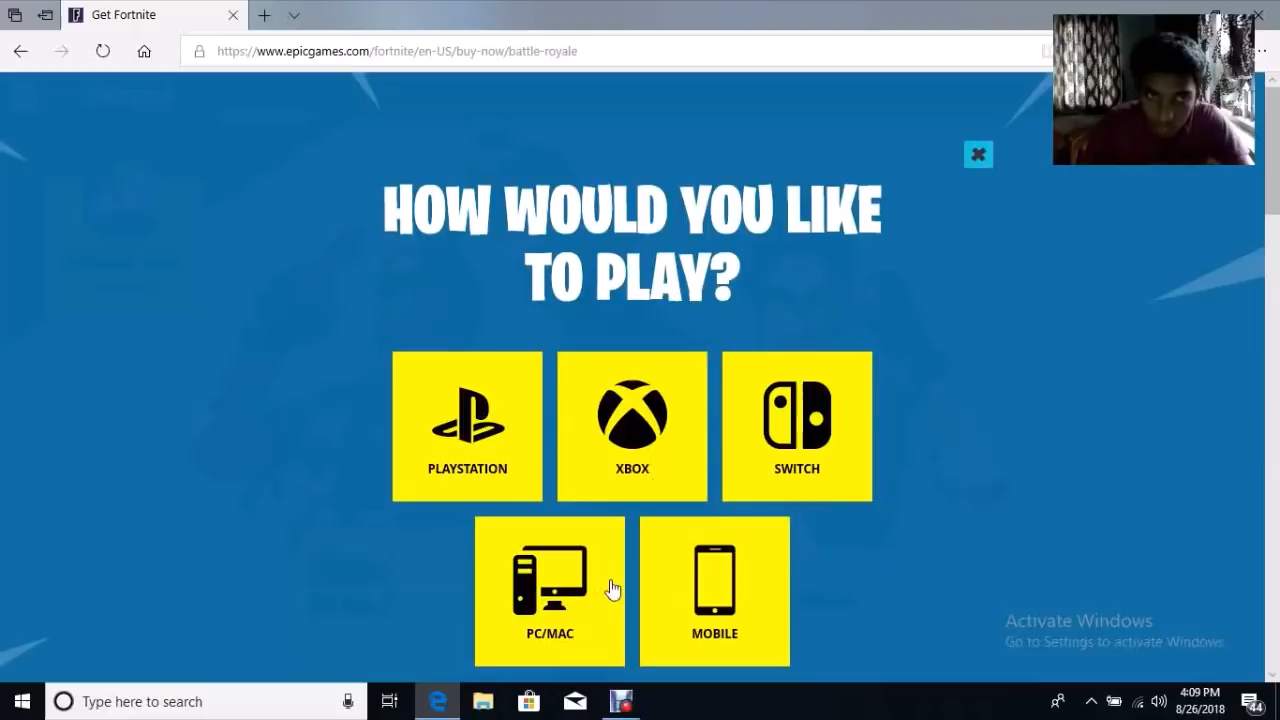 Get Fortnite
https://www.epicgames.com/fortnite/en-US/buy-now/battle-royale
HOW WOULD YOU LIKE
TO PLAY?
PLAYSTATION
XBOX
SWITCH
PC/MAC
MOBILE
Activate Windows
Go to Settings to activate Windows.
Type here to search
4:09 PM
8/26/2018
44